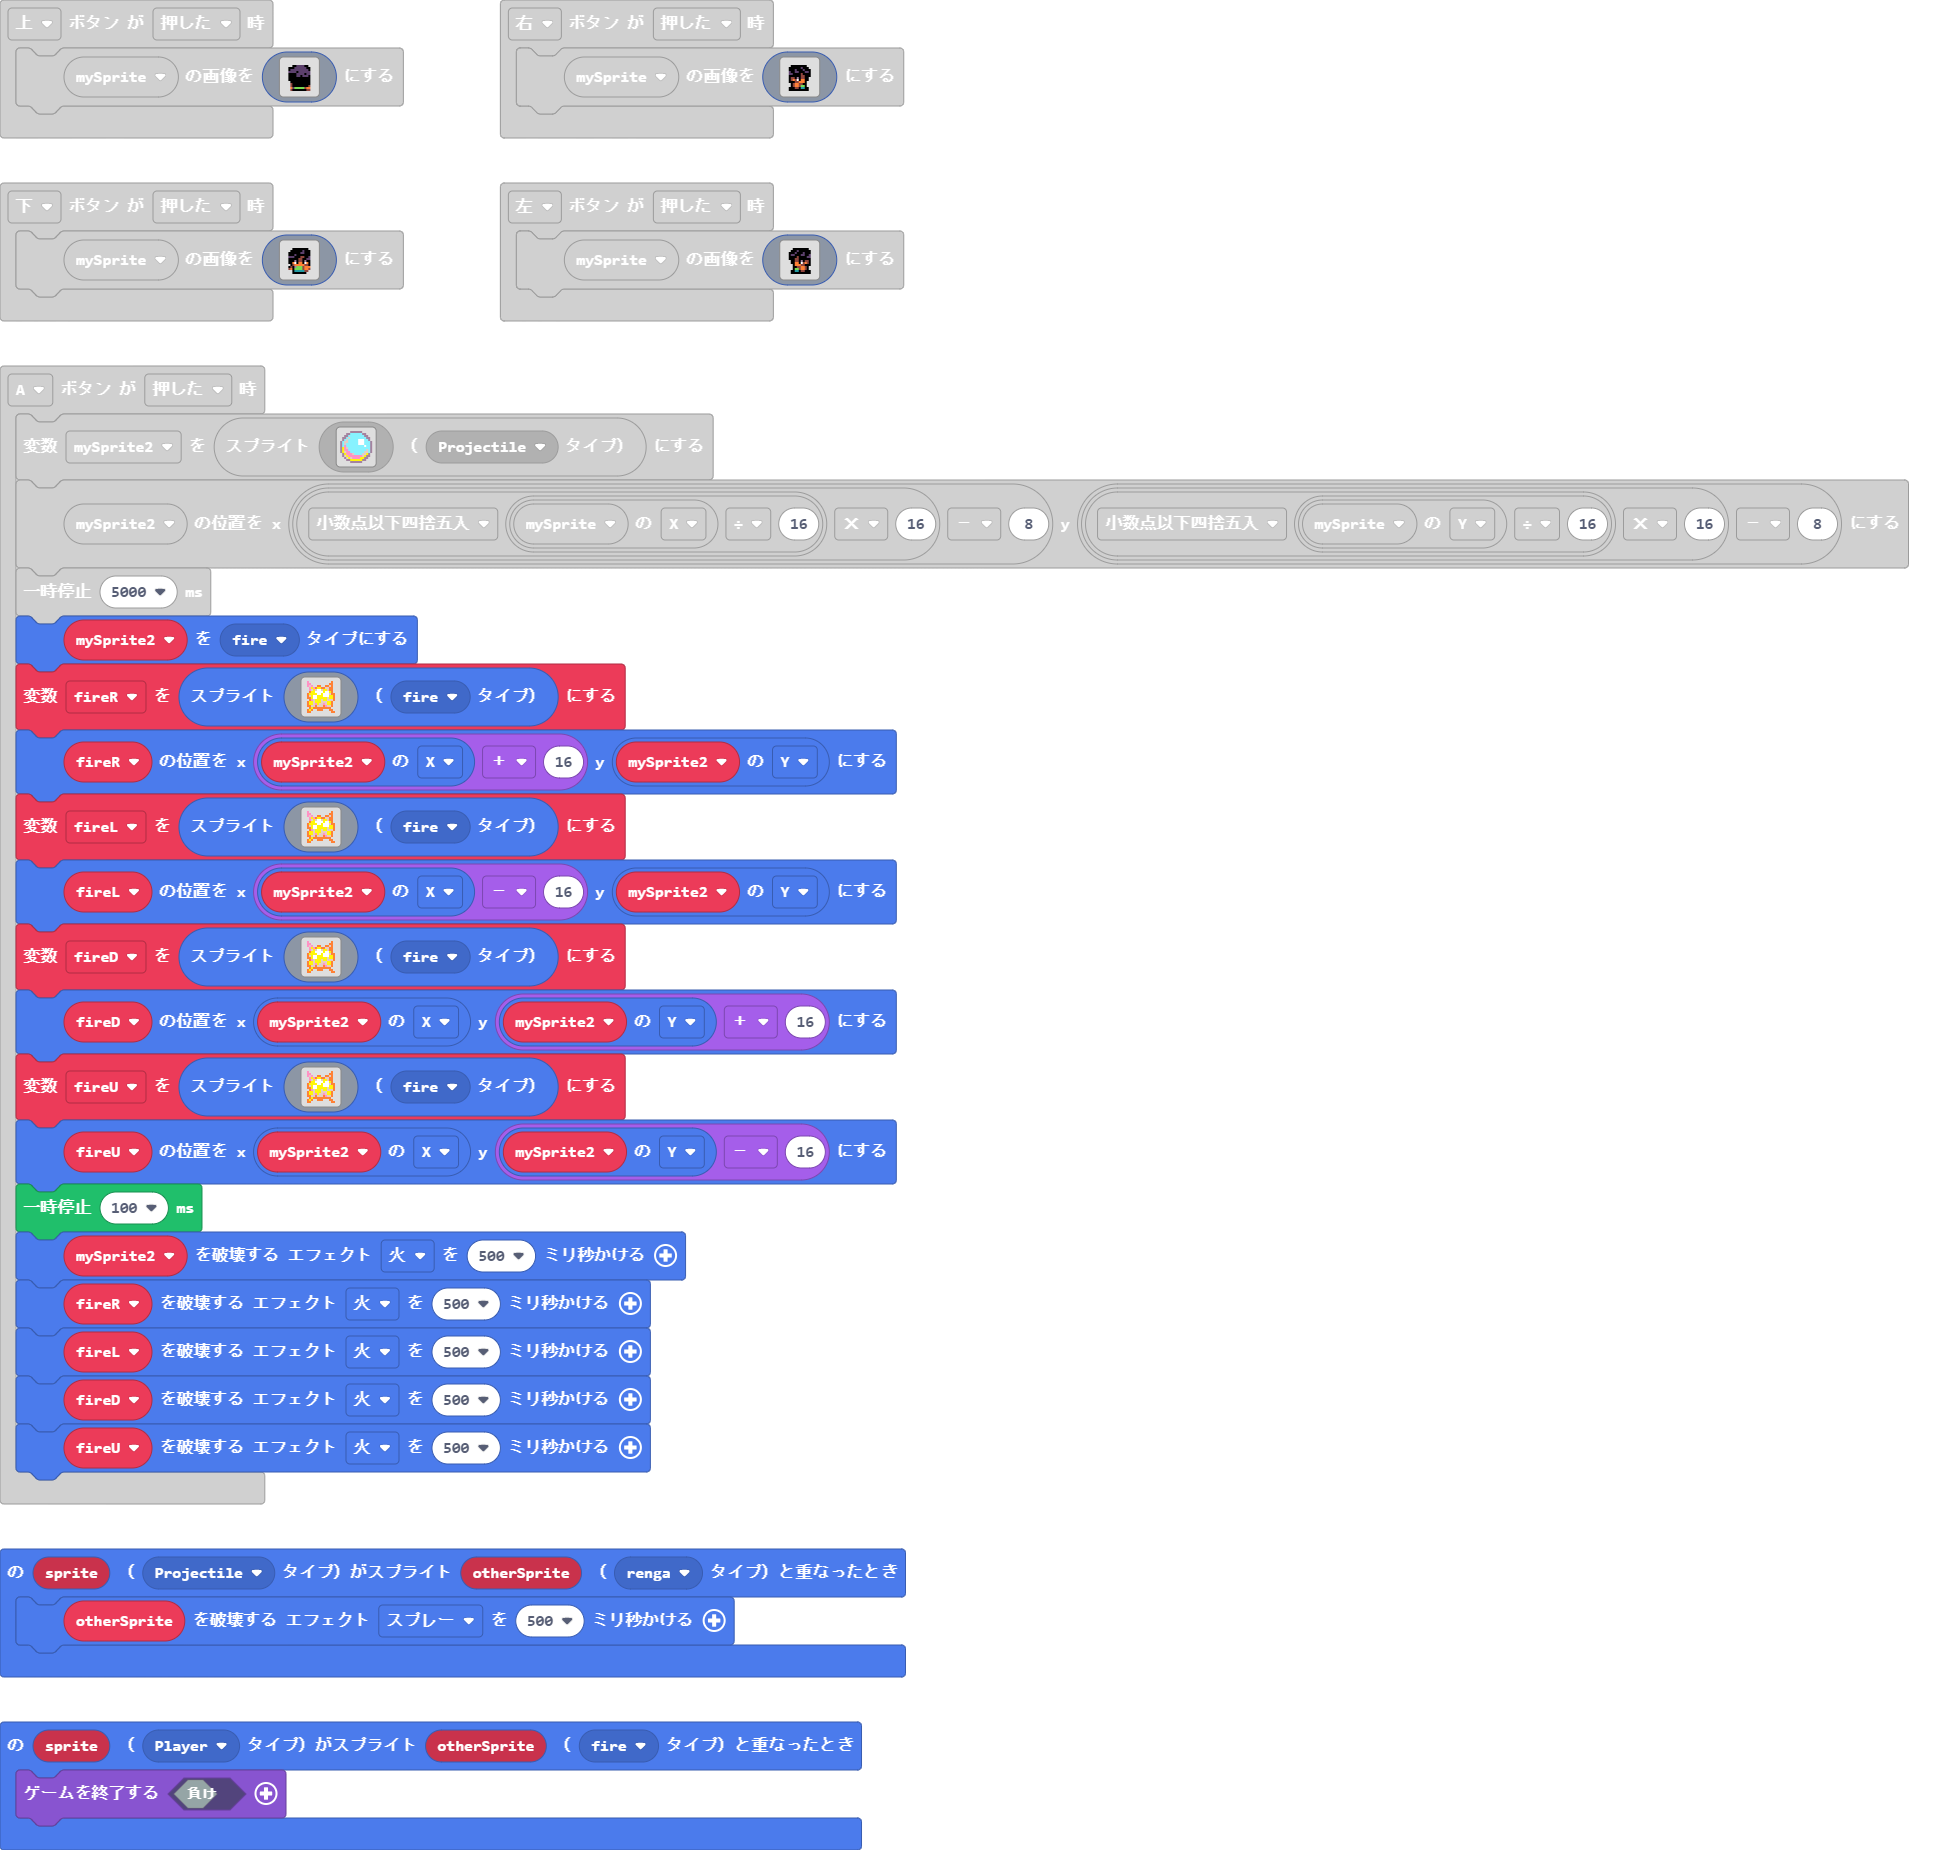 上 ボタン が 押した 時
mySprite の画像を にする
右 ボタン が 押した 時
mySprite の画像を にする
下 ボタン が 押した 時
mySprite の画像を にする
左 ボタン が 押した 時
mySprite の画像を にする
A ボタン が 押した 時
変数 mySprite2 を スプライト ( Projectile タイプ) にする
mySprite2 の位置を x 小数点以下四捨五入 mySprite の X ÷ 16 × 16 - 8 y 小数点以下四捨五入 mySprite の Y ÷ 16 × 16 - 8 にする
一時停止 5000 ms
mySprite2 を fire タイプにする
変数 fireR を スプライト ( fire タイプ) にする
fireR の位置を x mySprite2 の X + 16 y mySprite2 の Y にする
変数 fireL を スプライト ( fire タイプ) にする
fireL の位置を x mySprite2 の X - 16 y mySprite2 の Y にする
変数 fireD を スプライト ( fire タイプ) にする
fireD の位置を x mySprite2 の X y mySprite2 の Y + 16 にする
変数 fireU を スプライト ( fire タイプ) にする
fireU の位置を x mySprite2 の X y mySprite2 の Y - 16 にする
一時停止 100 ms
mySprite2 を破壊する エフェクト 火 を 500 ミリ秒かける
fireR を破壊する エフェクト 火 を 500 ミリ秒かける
fireL を破壊する エフェクト 火 を 500 ミリ秒かける
fireD を破壊する エフェクト 火 を 500 ミリ秒かける
fireU を破壊する エフェクト 火 を 500 ミリ秒かける
の sprite ( Projectile タイプ) がスプライト otherSprite ( renga タイプ) と重なったとき
otherSprite を破壊する エフェクト スプレー を 500 ミリ秒かける
の sprite ( Player タイプ) がスプライト otherSprite ( fire タイプ) と重なったとき
ゲームを終了する 負け